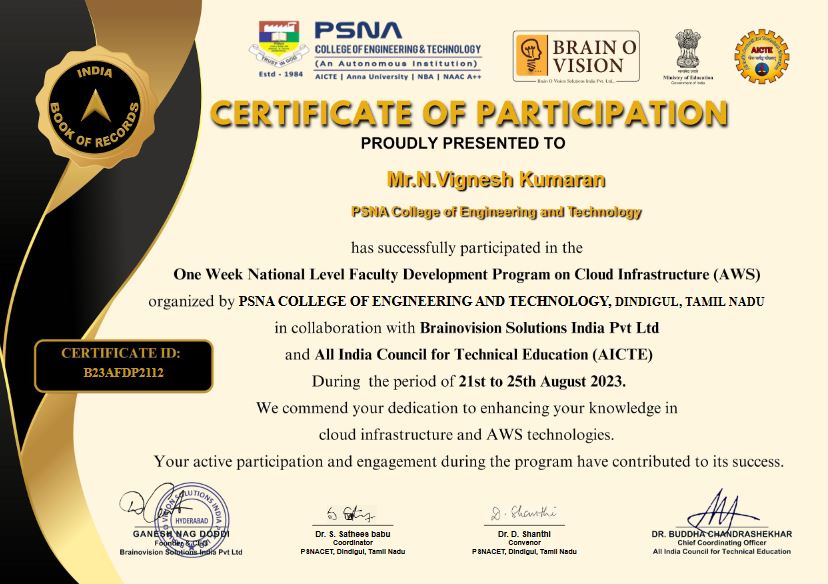 INDIA
BOOK OF RECORDS
TRUST IN GOD
Estd - 1984
PSNA
COLLEGE OF ENGINEERING & TECHNOLOGY
(An Autonomous Institution)
AICTE | Anna University | NBA | NAAC A++
BRAIN O
VISION
Brain O Vision Solutions India Pvt. Ltd.,
Ministry of Education
Government of India
AICTE
CERTIFICATE OF PARTICIPATION
PROUDLY PRESENTED TO
Mr.N.Vignesh Kumaran
PSNA College of Engineering and Technology
has successfully participated in the
One Week National Level Faculty Development Program on Cloud Infrastructure (AWS)
organized by PSNA COLLEGE OF ENGINEERING AND TECHNOLOGY, DINDIGUL, TAMIL NADU
in collaboration with Brainovision Solutions India Pvt Ltd
and All India Council for Technical Education (AICTE)
During the period of 21st to 25th August 2023.
We commend your dedication to enhancing your knowledge in
cloud infrastructure and AWS technologies.
Your active participation and engagement during the program have contributed to its success.
CERTIFICATE ID:
B23AFDP2112
HYDERABAD
GANESH NAG DODDI
Founder & CEO
Brainovision Solutions India Pvt Ltd
Dr. S. Sathees babu
Coordinator
PSNACET, Dindigul, Tamil Nadu
D. Shanthi
Dr. D. Shanthi
Convenor
PSNACET, Dindigul, Tamil Nadu
DR. BUDDHA CHANDRASHEKHAR
Chief Coordinating Officer
All India Council for Technical Education